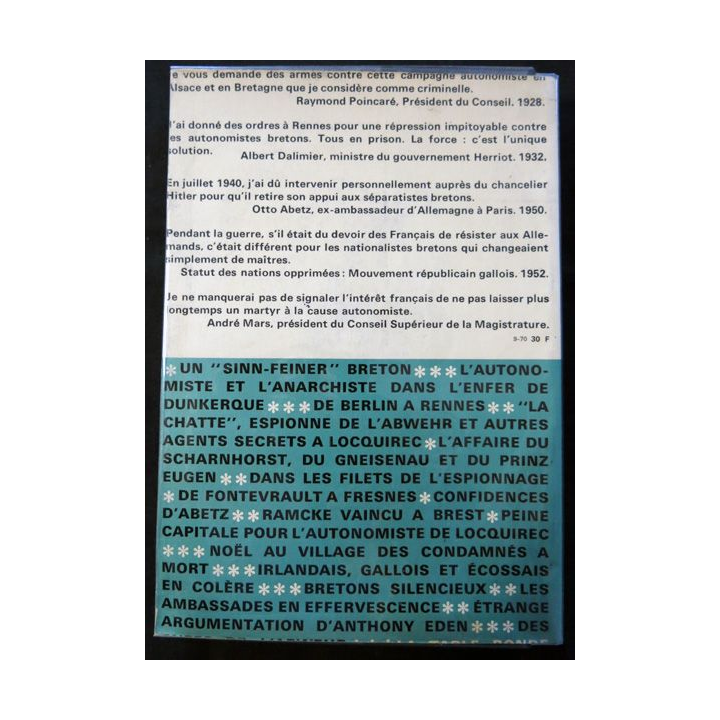 vous demande des armes contre cette campagne autonomiste en
Alsace et en Bretagne que je considère comme criminelle.
Raymond Poincaré, Président du Conseil. 1928.
J'ai donné des ordres à Rennes pour une répression impitoyable contre
les autonomistes bretons. Tous en prison. La force : c'est l'unique
solution.
Albert Dalimier, ministre du gouvernement Herriot. 1932.
En juillet 1940, j'ai dû intervenir personnellement auprès du chancelier
Hitler pour qu'il retire son appui aux séparatistes bretons.
Otto Abetz, ex-ambassadeur d'Allemagne à Paris. 1950.
Pendant la guerre, s'il était du devoir des Français de résister aux Alle-
mands, c'était différent pour les nationalistes bretons qui changeaient
simplement de maîtres.
Statut des nations opprimées : Mouvement républicain gallois. 1952.
Je ne manquerai pas de signaler l'intérêt français de ne pas laisser plus
longtemps un martyr à la cause autonomiste.
André Mars, président du Conseil Supérieur de la Magistrature.
9-70 30 F
*UN "SINN-FEINER" BRETON***L'AUTONO-
MISTE ET L'ANARCHISTE DANS L'ENFER DE
DUNKERQUE***DE BERLIN A RENNES**"LA
CHATTE", ESPIONNE DE L'ABWEHR ET AUTRES
AGENTS SECRETS A LOCQUIREC*L'AFFAIRE DU
SCHARNHORST, DU GNEISENAU ET DU PRINZ
EUGEN**DANS LES FILETS DE L'ESPIONNAGE
*DE FONTEVRAULT A FRESNES*CONFIDENCES
D'ABETZ**RAMCKE VAINCU A BREST*PEINE
CAPITALE POUR L'AUTONOMISTE DE LOCQUIREC
***NOËL AU VILLAGE DES CONDAMNÉS A
MORT***IRLANDAIS, GALLOIS ET ÉCOSSAIS
EN COLÈRE***BRETONS SILENCIEUX**LES
AMBASSADES EN EFFERVESCENCE**ÉTRANGE
ARGUMENTATION D'ANTHONY EDEN***DES
TABLE RONDE